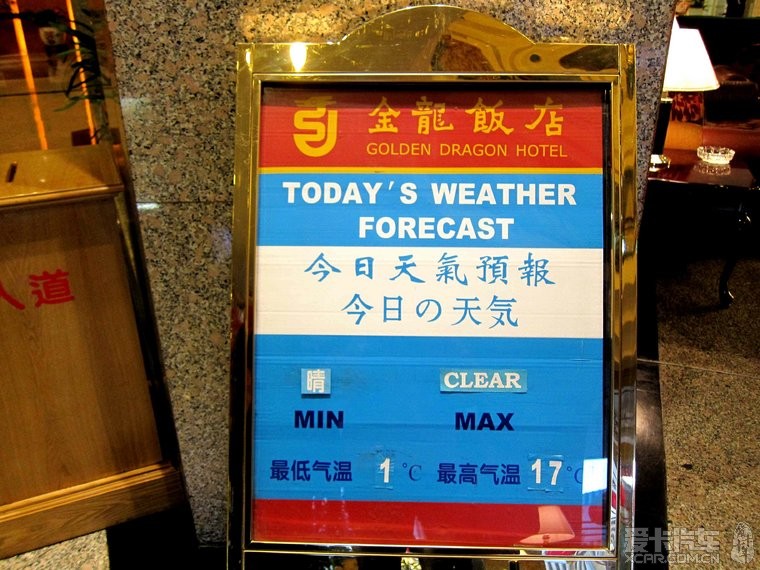 金龍飯店
GOLDEN DRAGON HOTEL
TODAY'S WEATHER
FORECAST
今日天氣預報
今日の天気
晴 CLEAR
MIN MAX
最低气温 1 °C 最高气温 17 °C
人道
爱卡汽车
XCAR.COM.CN